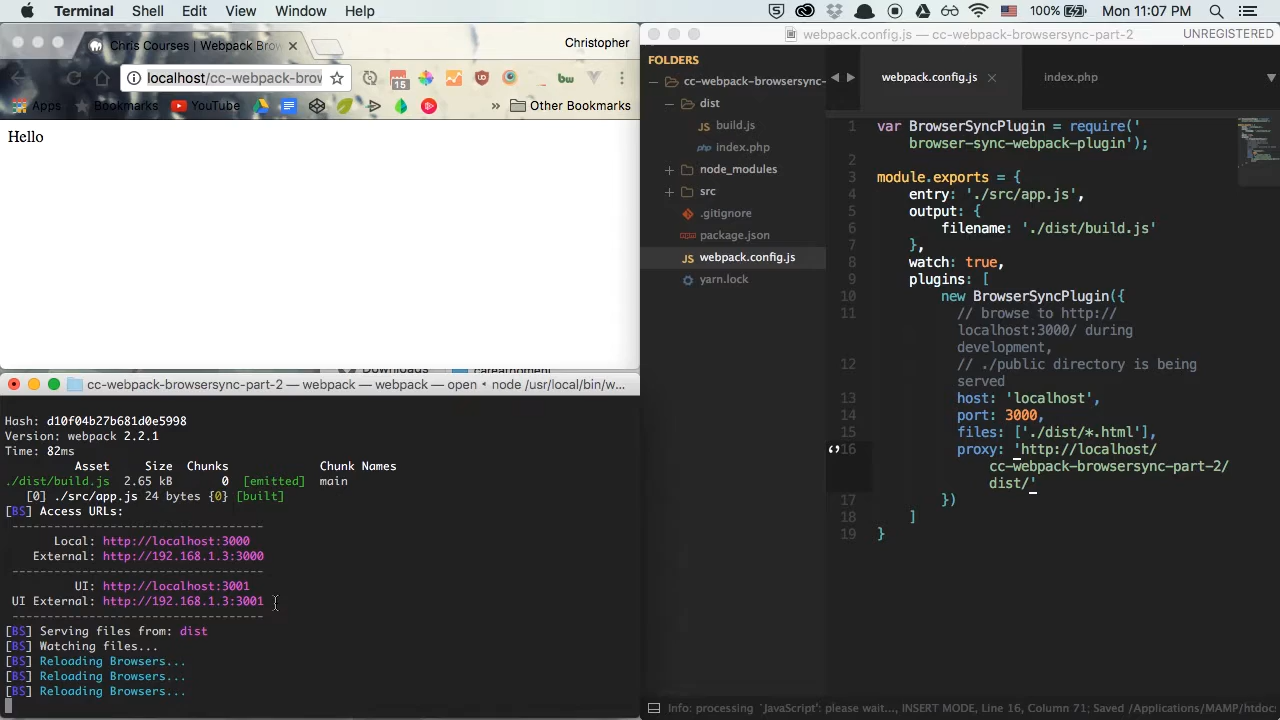 Terminal Shell Edit View Window Help 100% Mon 11:07 PM
Chris Courses | Webpack Brow Christopher
localhost/cc-webpack-brow 15
Apps Bookmarks YouTube » Other Bookmarks
Hello
cc-webpack-browsersync-part-2 — webpack — webpack — open • node /usr/local/bin/w...
Hash: d10f04b27b681d0e5998
Version: webpack 2.2.1
Time: 82ms
Asset Size Chunks Chunk Names
./dist/build.js 2.65 kB 0 [emitted] main
[0] ./src/app.js 24 bytes {0} [built]
[BS] Access URLs:
-------------------------------------
Local: http://localhost:3000
External: http://192.168.1.3:3000
-------------------------------------
UI: http://localhost:3001
UI External: http://192.168.1.3:3001
-------------------------------------
[BS] Serving files from: dist
[BS] Watching files...
[BS] Reloading Browsers...
[BS] Reloading Browsers...
[BS] Reloading Browsers...
webpack.config.js — cc-webpack-browsersync-part-2 UNREGISTERED
FOLDERS
cc-webpack-browsersync-
dist
build.js
index.php
node_modules
src
.gitignore
package.json
webpack.config.js
yarn.lock
webpack.config.js index.php
1 var BrowserSyncPlugin = require('
browser-sync-webpack-plugin');
2
3 module.exports = {
4 entry: './src/app.js',
5 output: {
6 filename: './dist/build.js'
7 },
8 watch: true,
9 plugins: [
10 new BrowserSyncPlugin({
11 // browse to http://
localhost:3000/ during
development,
12 // ./public directory is being
served
13 host: 'localhost',
14 port: 3000,
15 files: ['./dist/*.html'],
16 proxy: 'http://localhost/
cc-webpack-browsersync-part-2/
dist/'
17 })
18 ]
19 }
Info: processing `JavaScript': please wait..., INSERT MODE, Line 16, Column 71; Saved /Applications/MAMP/htdoc